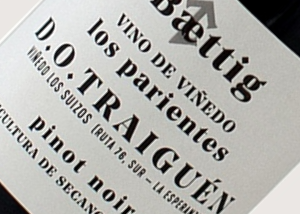 Bættig
VINO DE VIÑEDO
los parientes
D.O. TRAIGUÉN
VIÑEDO LOS SUIZOS (RUTA 76, SUR – LA ESPERAN
pinot noir
CULTURA DE SECANO